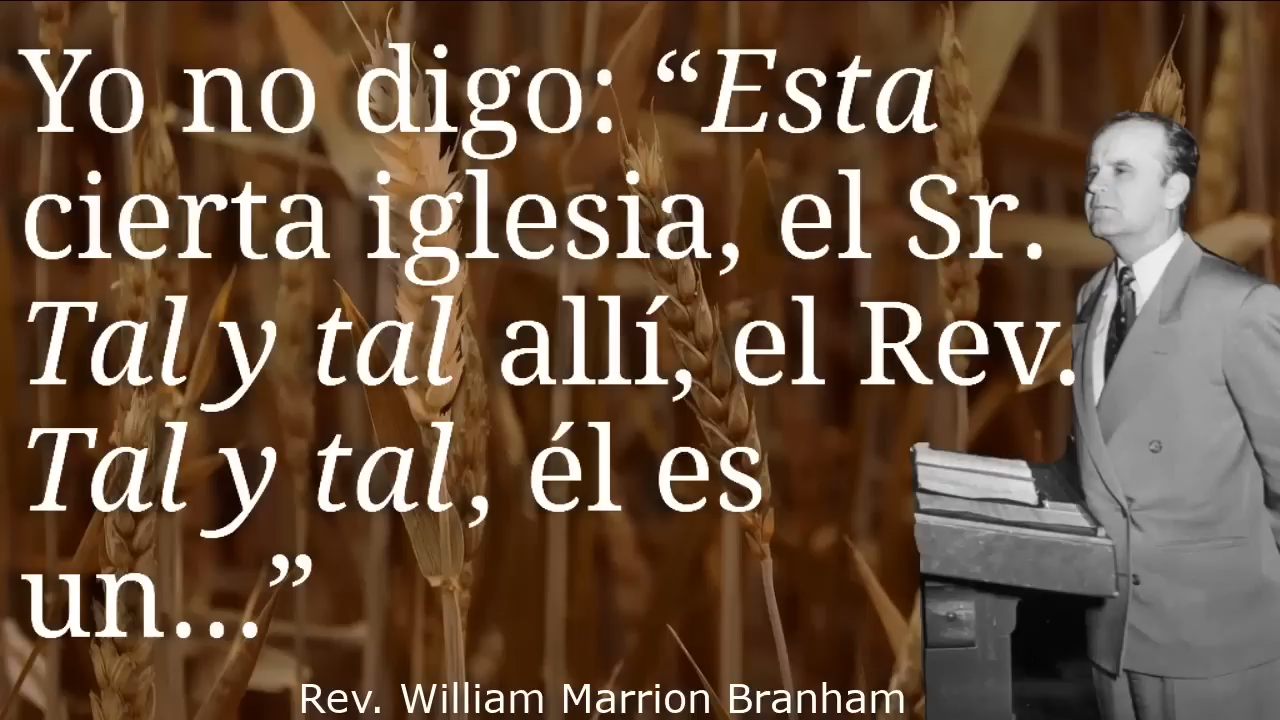 Yo no digo: “Esta
cierta iglesia, el Sr.
Tal y tal allí, el Rev.
Tal y tal, él es
un...”
Rev. William Marrion Branham